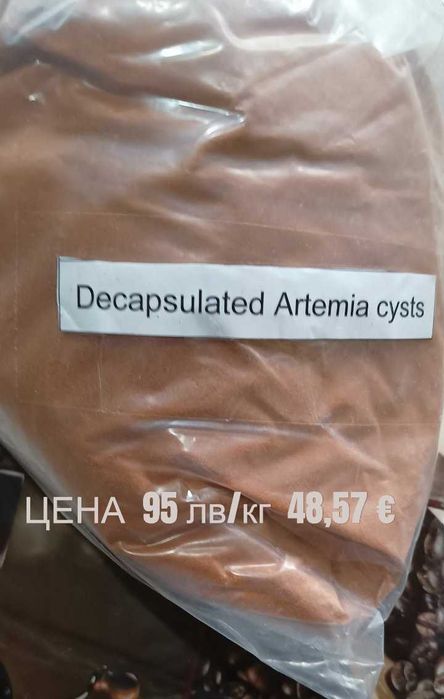 Decapsulated Artemia cysts
ЦЕНА 95 лв/кг 48,57 €